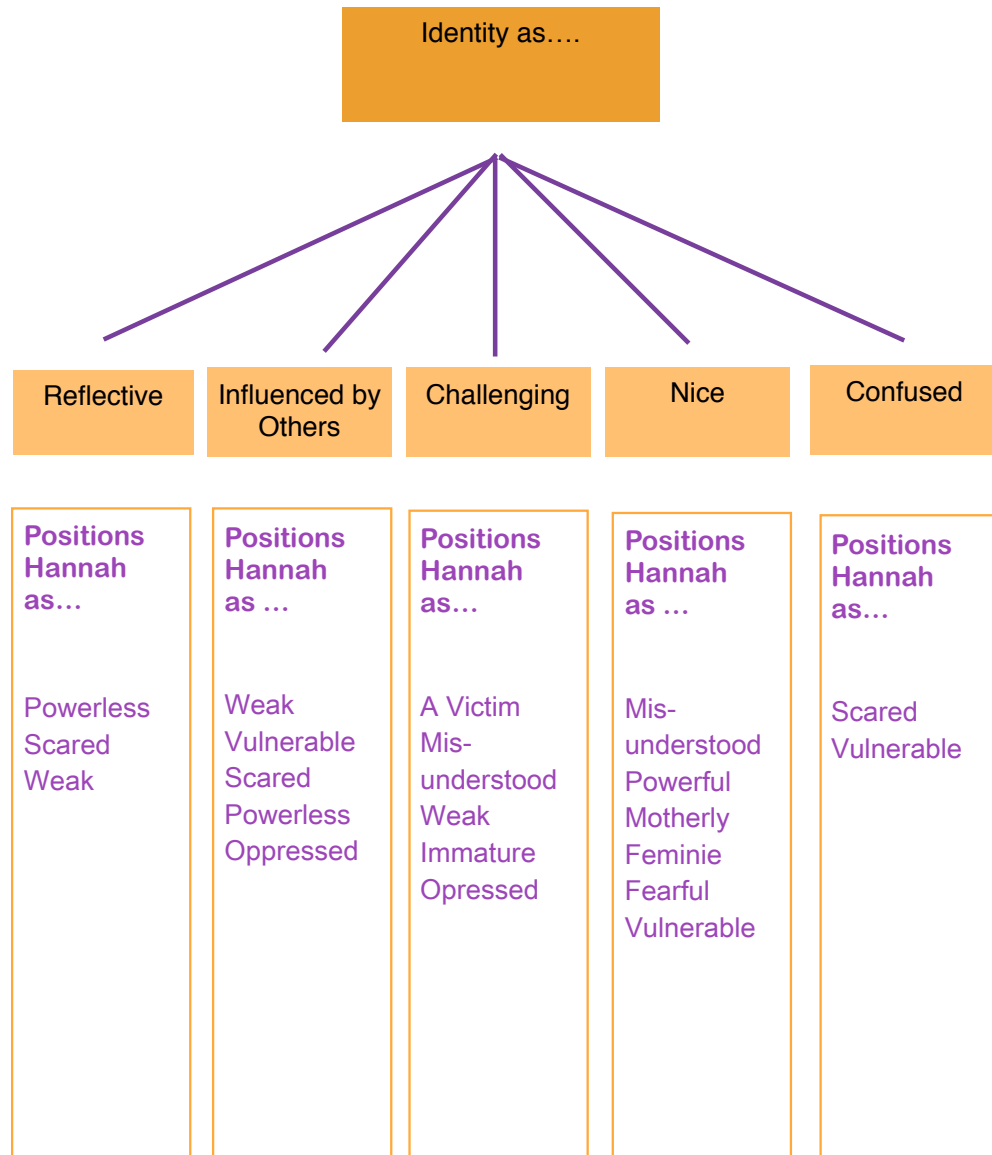 Identity as….
Reflective
Influenced by
Others
Challenging
Nice
Confused
Positions
Hannah
as…
Powerless
Scared
Weak
Positions
Hannah
as …
Weak
Vulnerable
Scared
Powerless
Oppressed
Positions
Hannah
as…
A Victim
Mis-
understood
Weak
Immature
Opressed
Positions
Hannah
as …
Mis-
understood
Powerful
Motherly
Feminie
Fearful
Vulnerable
Positions
Hannah
as…
Scared
Vulnerable